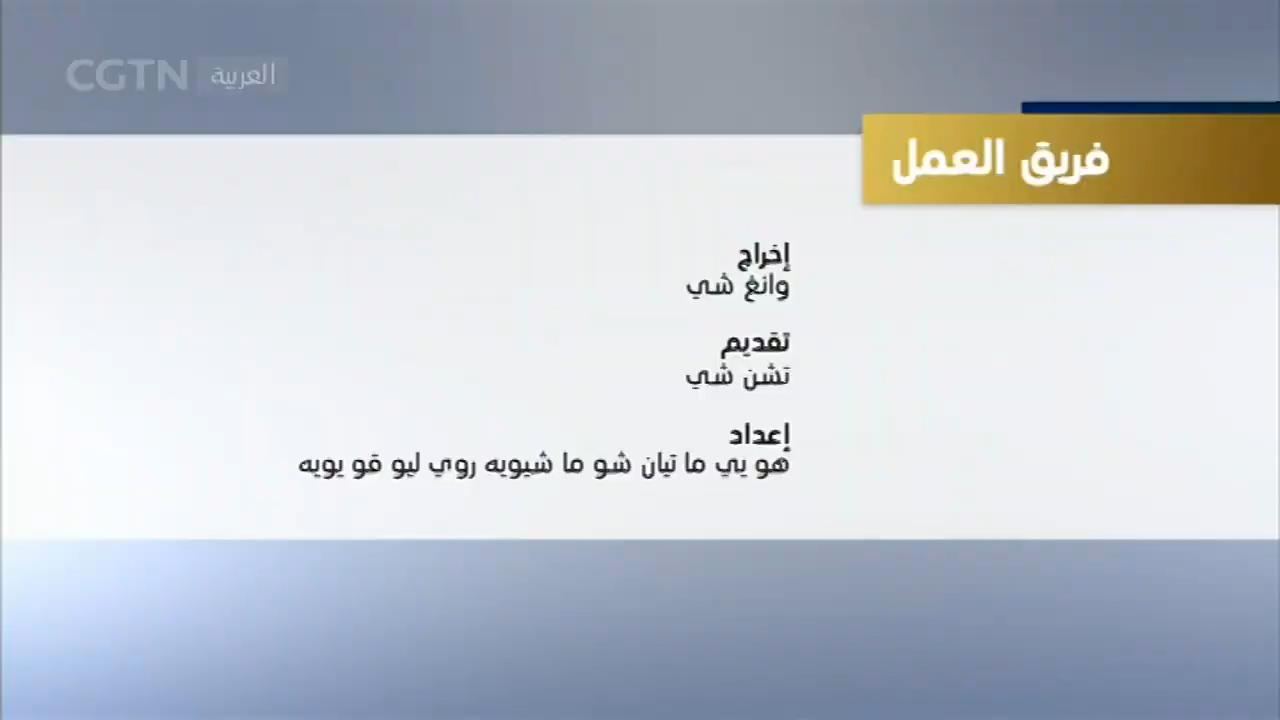 CGTN العربية
فريق العمل
إخراج
وانغ شي
تقديم
تشن شي
إعداد
هو يي ما تيان شو ما شيويه روي ليو قو يويه